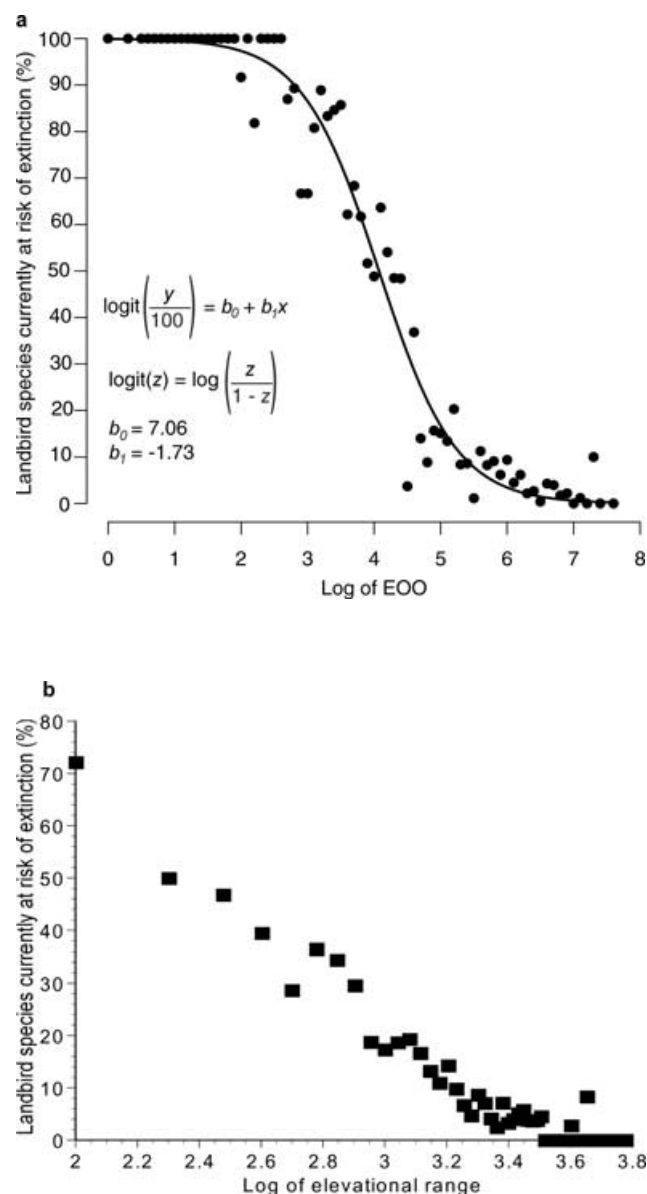 a
Landbird species currently at risk of extinction (%)
100
90
80
70
60
50
40
30
20
10
0
logit(y/100) = b0 + b1x
logit(z) = log(z/1 - z)
b0 = 7.06
b1 = -1.73
0 1 2 3 4 5 6 7 8
Log of EOO
b
Landbird species currently at risk of extinction (%)
80
70
60
50
40
30
20
10
0
2 2.2 2.4 2.6 2.8 3.0 3.2 3.4 3.6 3.8
Log of elevational range